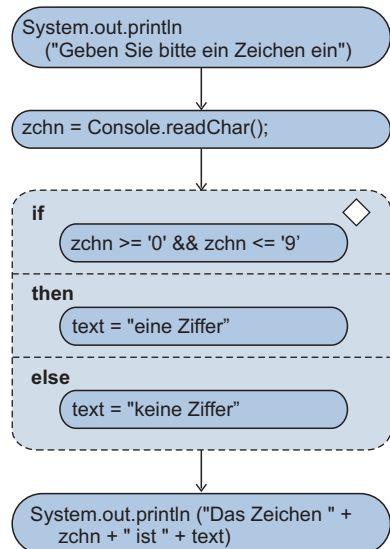 System.out.println
("Geben Sie bitte ein Zeichen ein")
zchn = Console.readChar();
if
zchn >= '0' && zchn <= '9’
then
text = "eine Ziffer”
else
text = "keine Ziffer”
System.out.println ("Das Zeichen " +
zchn + " ist " + text)